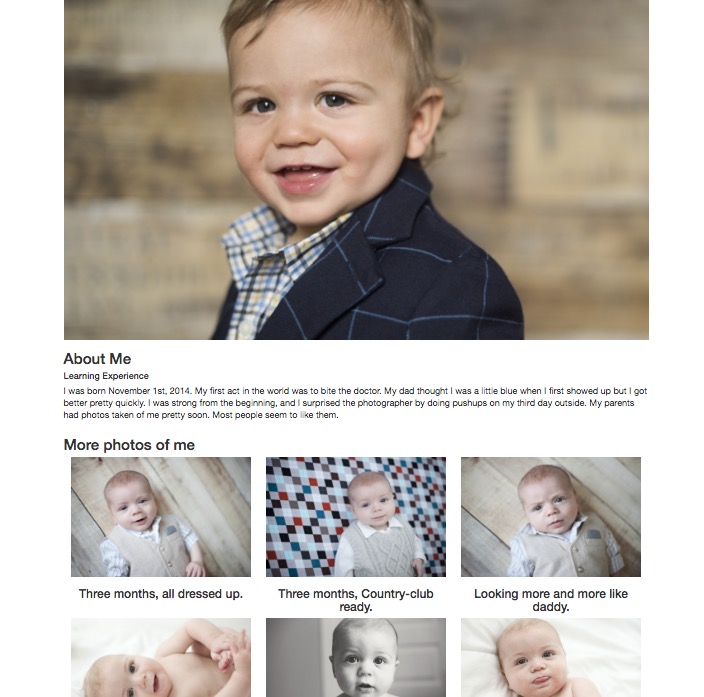 About Me
Learning Experience
I was born November 1st, 2014. My first act in the world was to bite the doctor. My dad thought I was a little blue when I first showed up but I got
better pretty quickly. I was strong from the beginning, and I surprised the photographer by doing pushups on my third day outside. My parents
had photos taken of me pretty soon. Most people seem to like them.
More photos of me
Three months, all dressed up.
Three months, Country-club
ready.
Looking more and more like
daddy.